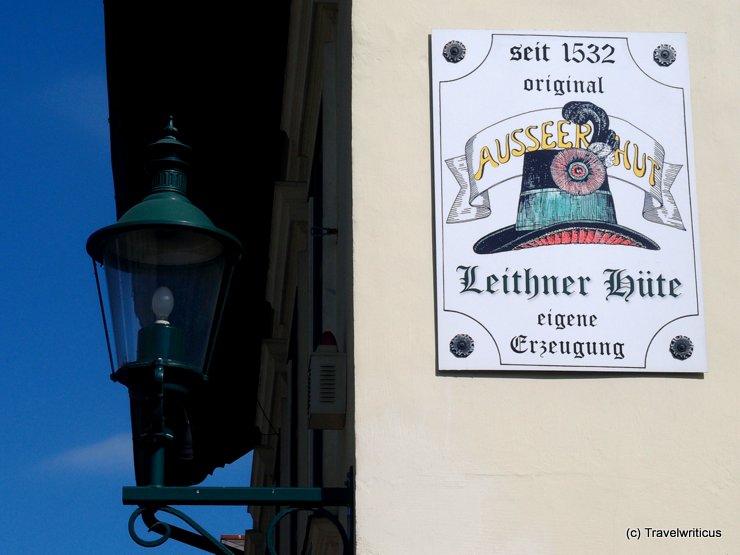 seit 1532
original
AUSSEER HUT
Leithner Hüte
eigene
Erzeugung
(c) Travelwriticus